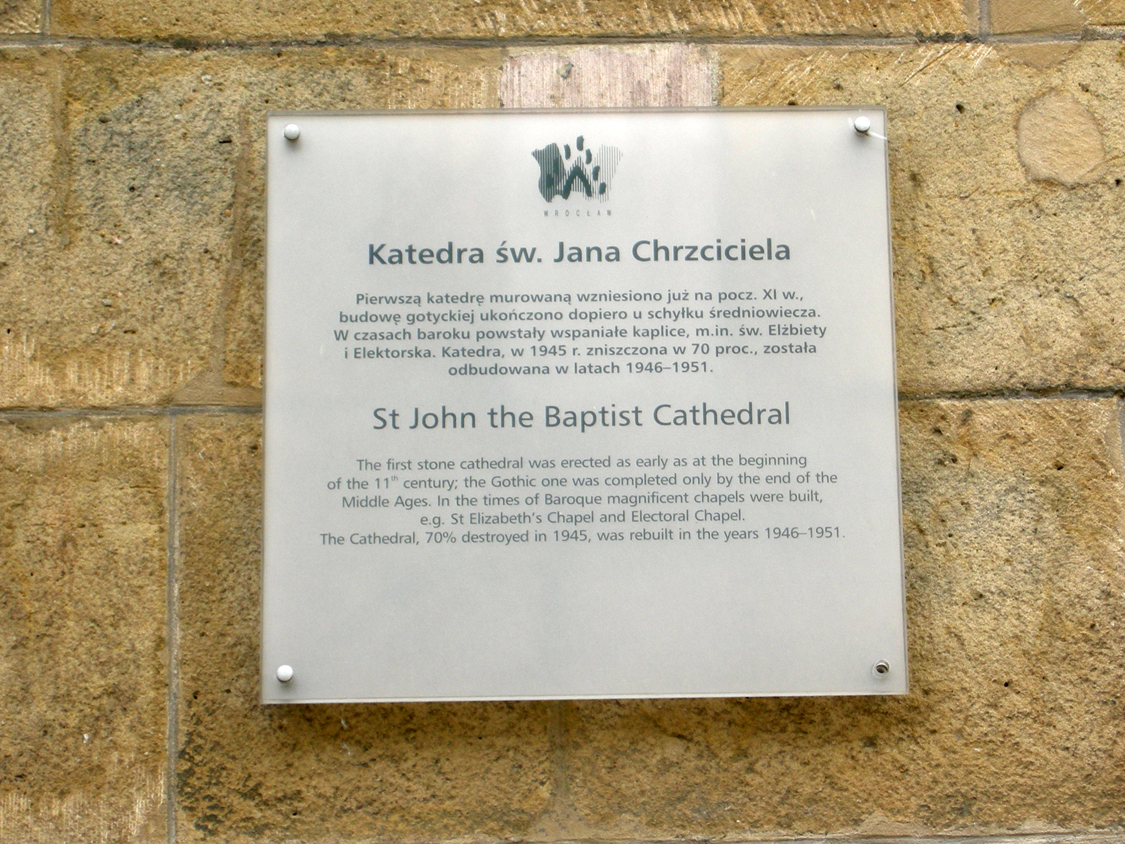 WROCŁAW
Katedra św. Jana Chrzciciela
Pierwszą katedrę murowaną wzniesiono już na pocz. XI w.,
budowę gotyckiej ukończono dopiero u schyłku średniowiecza.
W czasach baroku powstały wspaniałe kaplice, m.in. św. Elżbiety
i Elektorska. Katedra, w 1945 r. zniszczona w 70 proc., została
odbudowana w latach 1946–1951.
St John the Baptist Cathedral
The first stone cathedral was erected as early as at the beginning
of the 11th century; the Gothic one was completed only by the end of the
Middle Ages. In the times of Baroque magnificent chapels were built,
e.g. St Elizabeth's Chapel and Electoral Chapel.
The Cathedral, 70% destroyed in 1945, was rebuilt in the years 1946–1951.